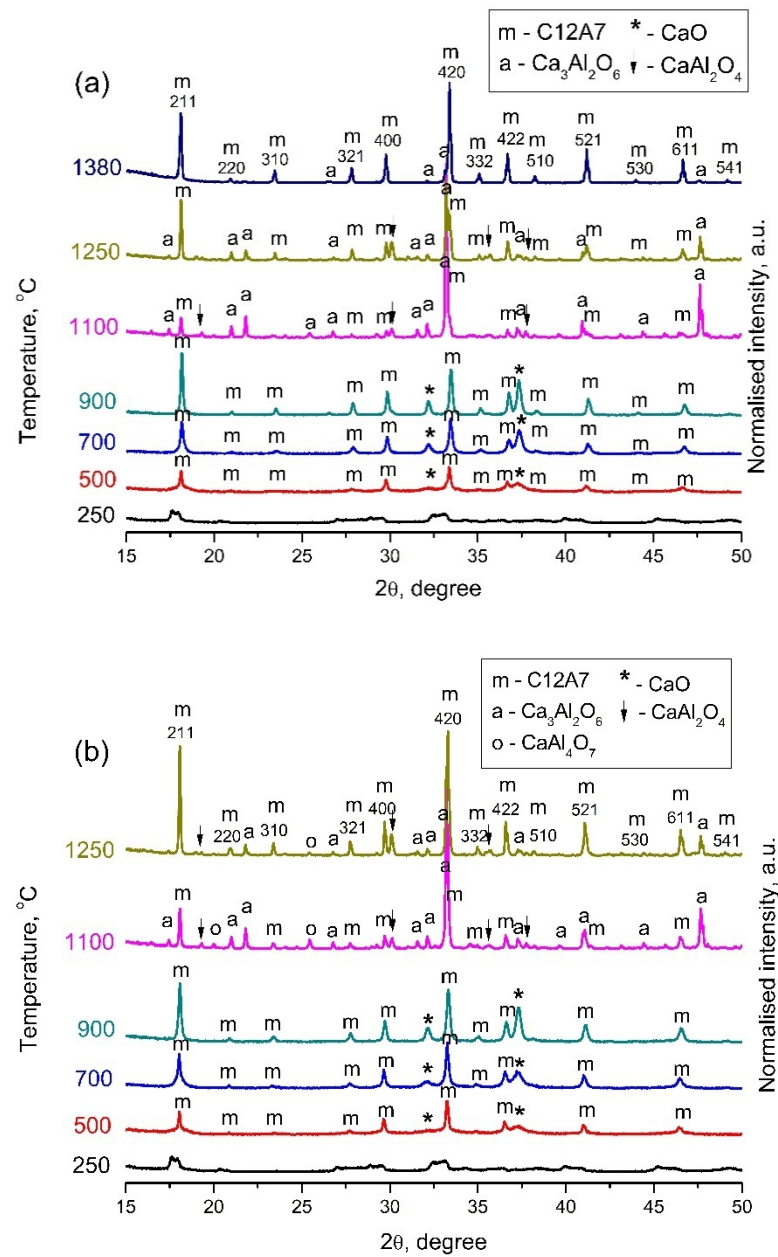 (a)
m - C12A7 * - CaO
a - Ca3Al2O6 - CaAl2O4
m m m m m m m m m m m m m
211 220 310 321 400 420 332 422 510 521 530 611 541
1380 a a a a
1250 a m a a m a m m a a a m m m a m a m m m a
1100 a m a a m a a m m a a a m m m a m a m m a m a
900 m m m m m * m m m * m m m m
700 m m m m m * m m m * m m m m
500 m m m m m * m m m * m m m
250
Temperature, °C
Normalised intensity, a.u.
15 20 25 30 35 40 45 50
2θ, degree
(b)
m - C12A7 * - CaO
a - Ca3Al2O6 - CaAl2O4
o - CaAl4O7
m m m m m m m m m m m m m
211 220 310 321 400 420 332 422 510 521 530 611 541
1250 a o a a a a a a
1100 a m o a a m o a m m a a a m m m a a m a m a
900 m m m m m * m m m * m m
700 m m m m m * m m m * m m
500 m m m m m * m m * m m
250
Temperature, °C
Normalised intensity, a.u.
15 20 25 30 35 40 45 50
2θ, degree